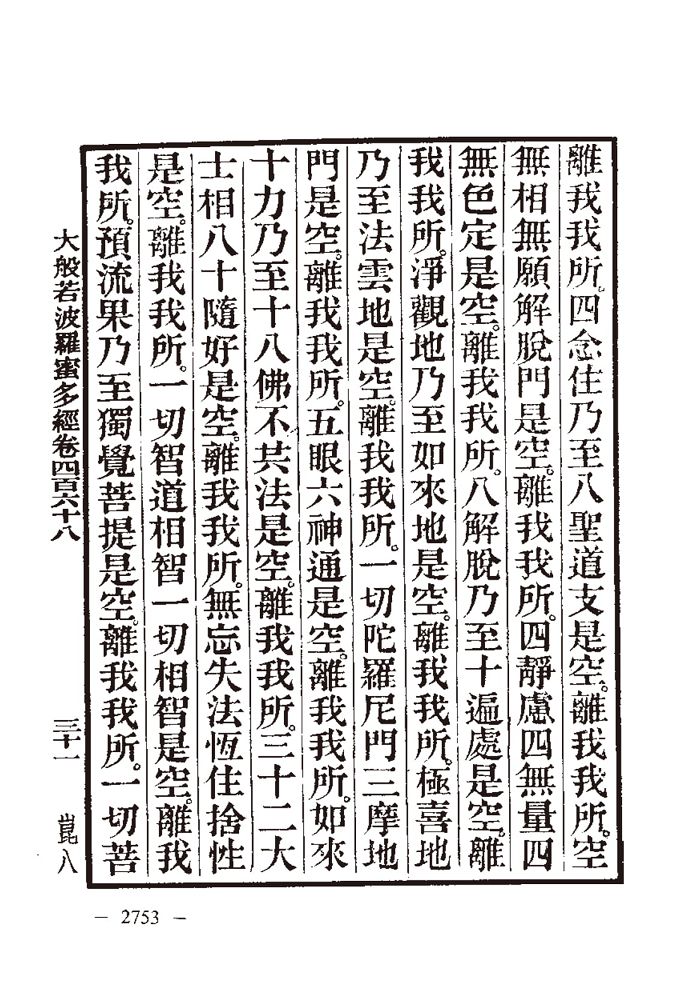 離我我所。四念住乃至八聖道支是空。離我我所。空
無相無願解脫門是空。離我我所。四靜慮四無量四
無色定是空。離我我所。八解脫乃至十遍處是空。離
我我所。淨觀地乃至如來地是空。離我我所。極喜地
乃至法雲地是空。離我我所。一切陀羅尼門三摩地
門是空。離我我所。五眼六神通是空。離我我所。如來
十力乃至十八佛不共法是空。離我我所。三十二大
士相八十隨好是空。離我我所。無忘失法恆住捨性
是空。離我我所。一切智道相智一切相智是空。離我
我所。預流果乃至獨覺菩提是空。離我我所。一切菩
大般若波羅蜜多經卷四百六十八 三十一 崑八
— 2753 —